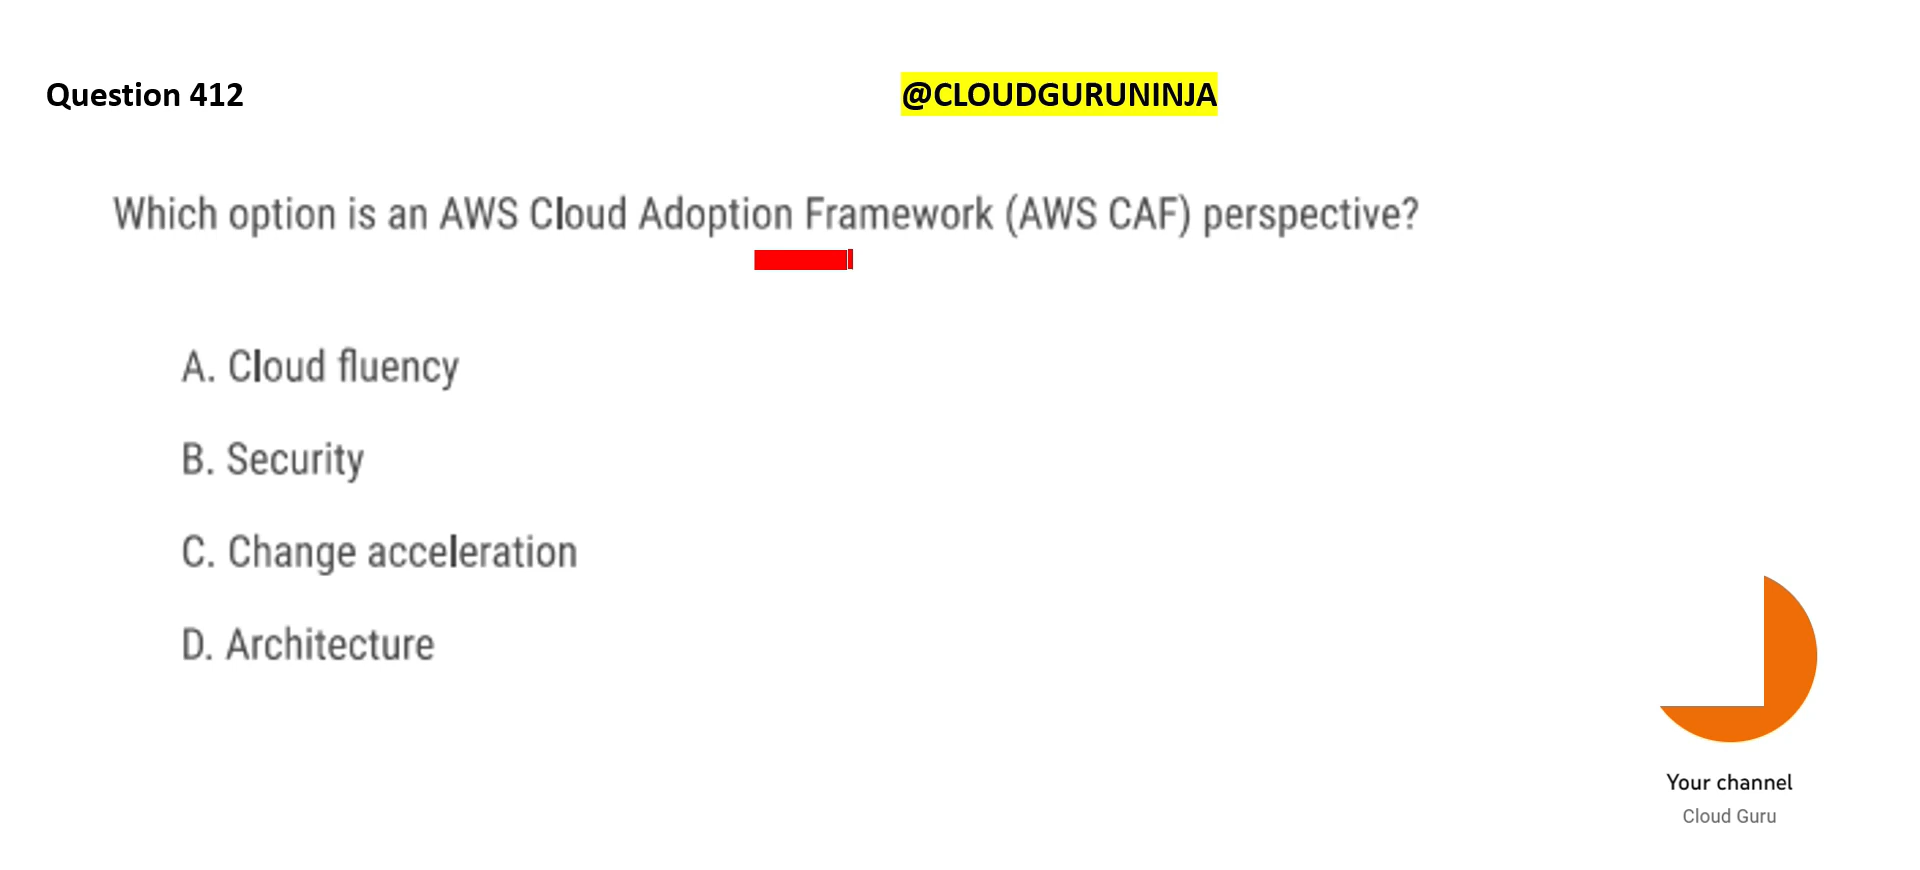 Question 412
@CLOUDGURUNINJA
Which option is an AWS Cloud Adoption Framework (AWS CAF) perspective?
A. Cloud fluency
B. Security
C. Change acceleration
D. Architecture
Your channel
Cloud Guru